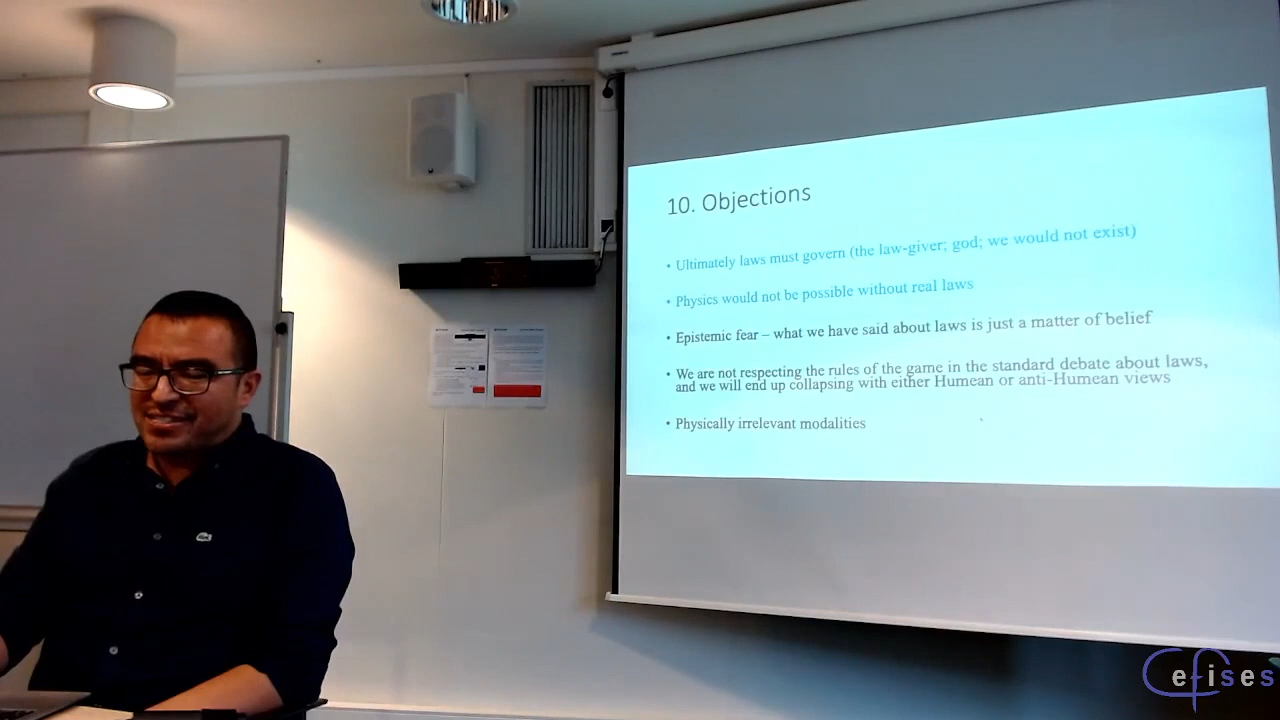 10. Objections
• Ultimately laws must govern (the law-giver; god; we would not exist)
• Physics would not be possible without real laws
• Epistemic fear – what we have said about laws is just a matter of belief
• We are not respecting the rules of the game in the standard debate about laws,
and we will end up collapsing with either Humean or anti-Humean views
• Physically irrelevant modalities
Cefises